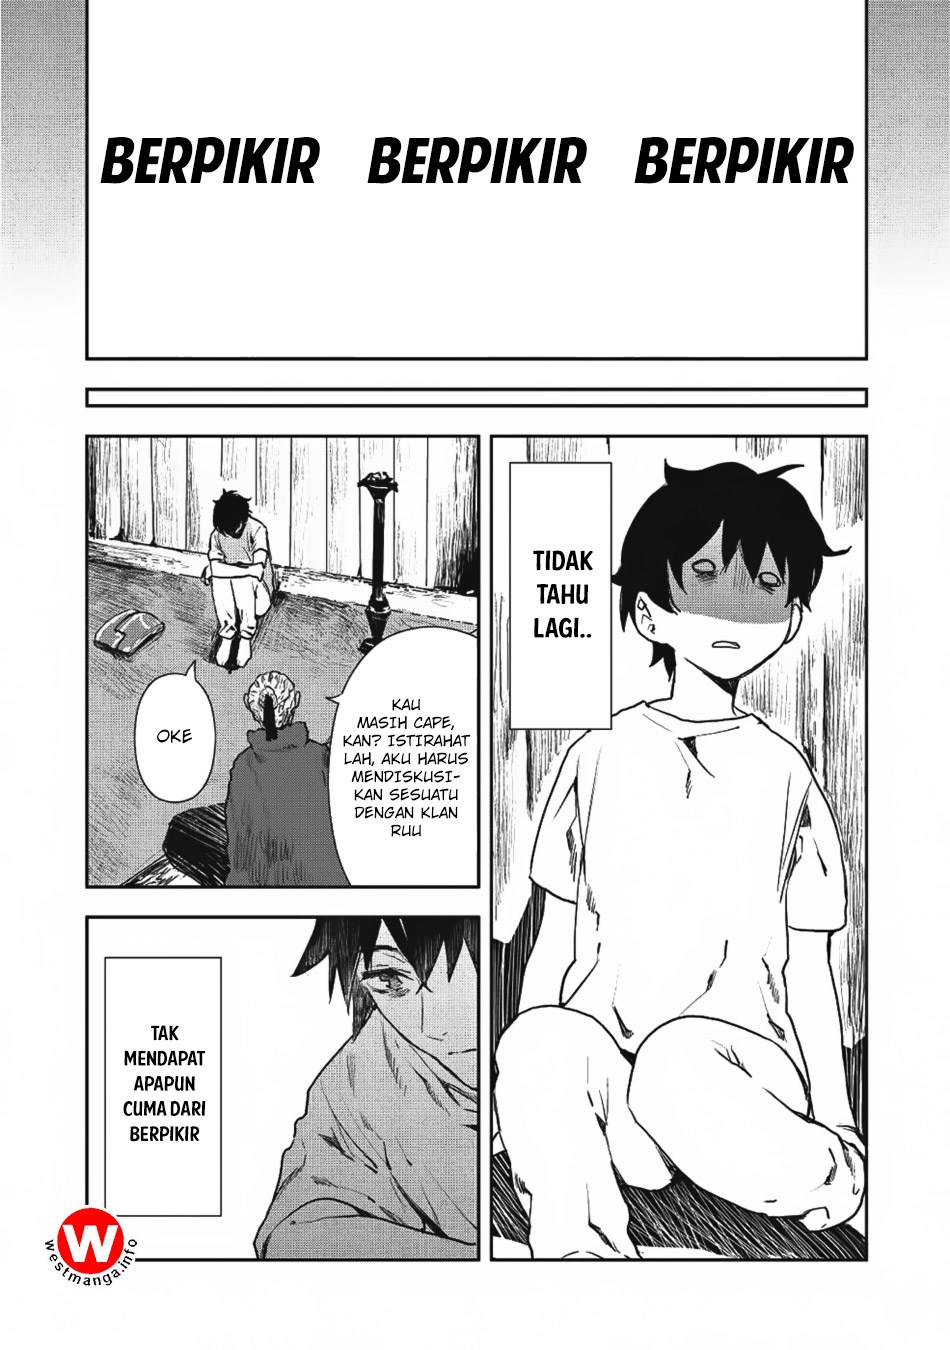 BERPIKIR BERPIKIR BERPIKIR
TIDAK
TAHU
LAGI..
KAU
MASIH CAPE,
KAN? ISTIRAHAT
LAH, AKU HARUS
MENDISKUSI-
KAN SESUATU
DENGAN KLAN
RUU
OKE
TAK
MENDAPAT
APAPUN
CUMA DARI
BERPIKIR
W
westmanga.info